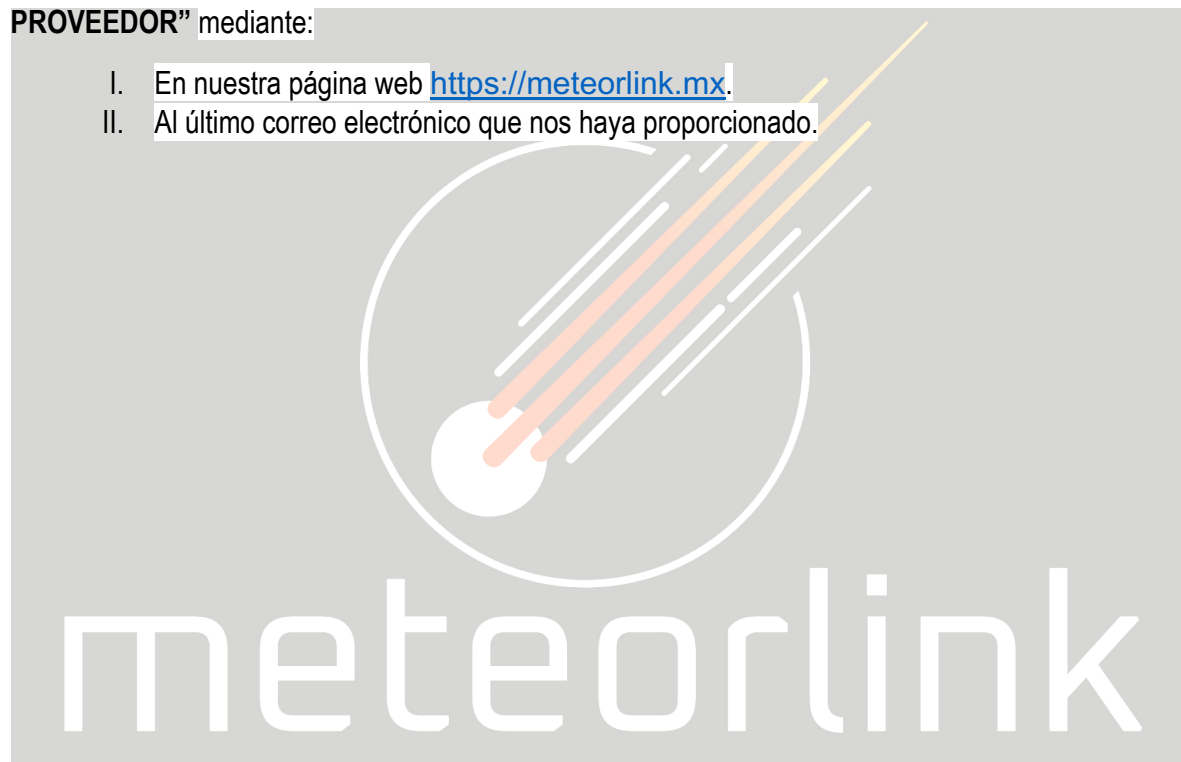 PROVEEDOR” mediante:
I. En nuestra página web https://meteorlink.mx.
II. Al último correo electrónico que nos haya proporcionado.
meteorlink